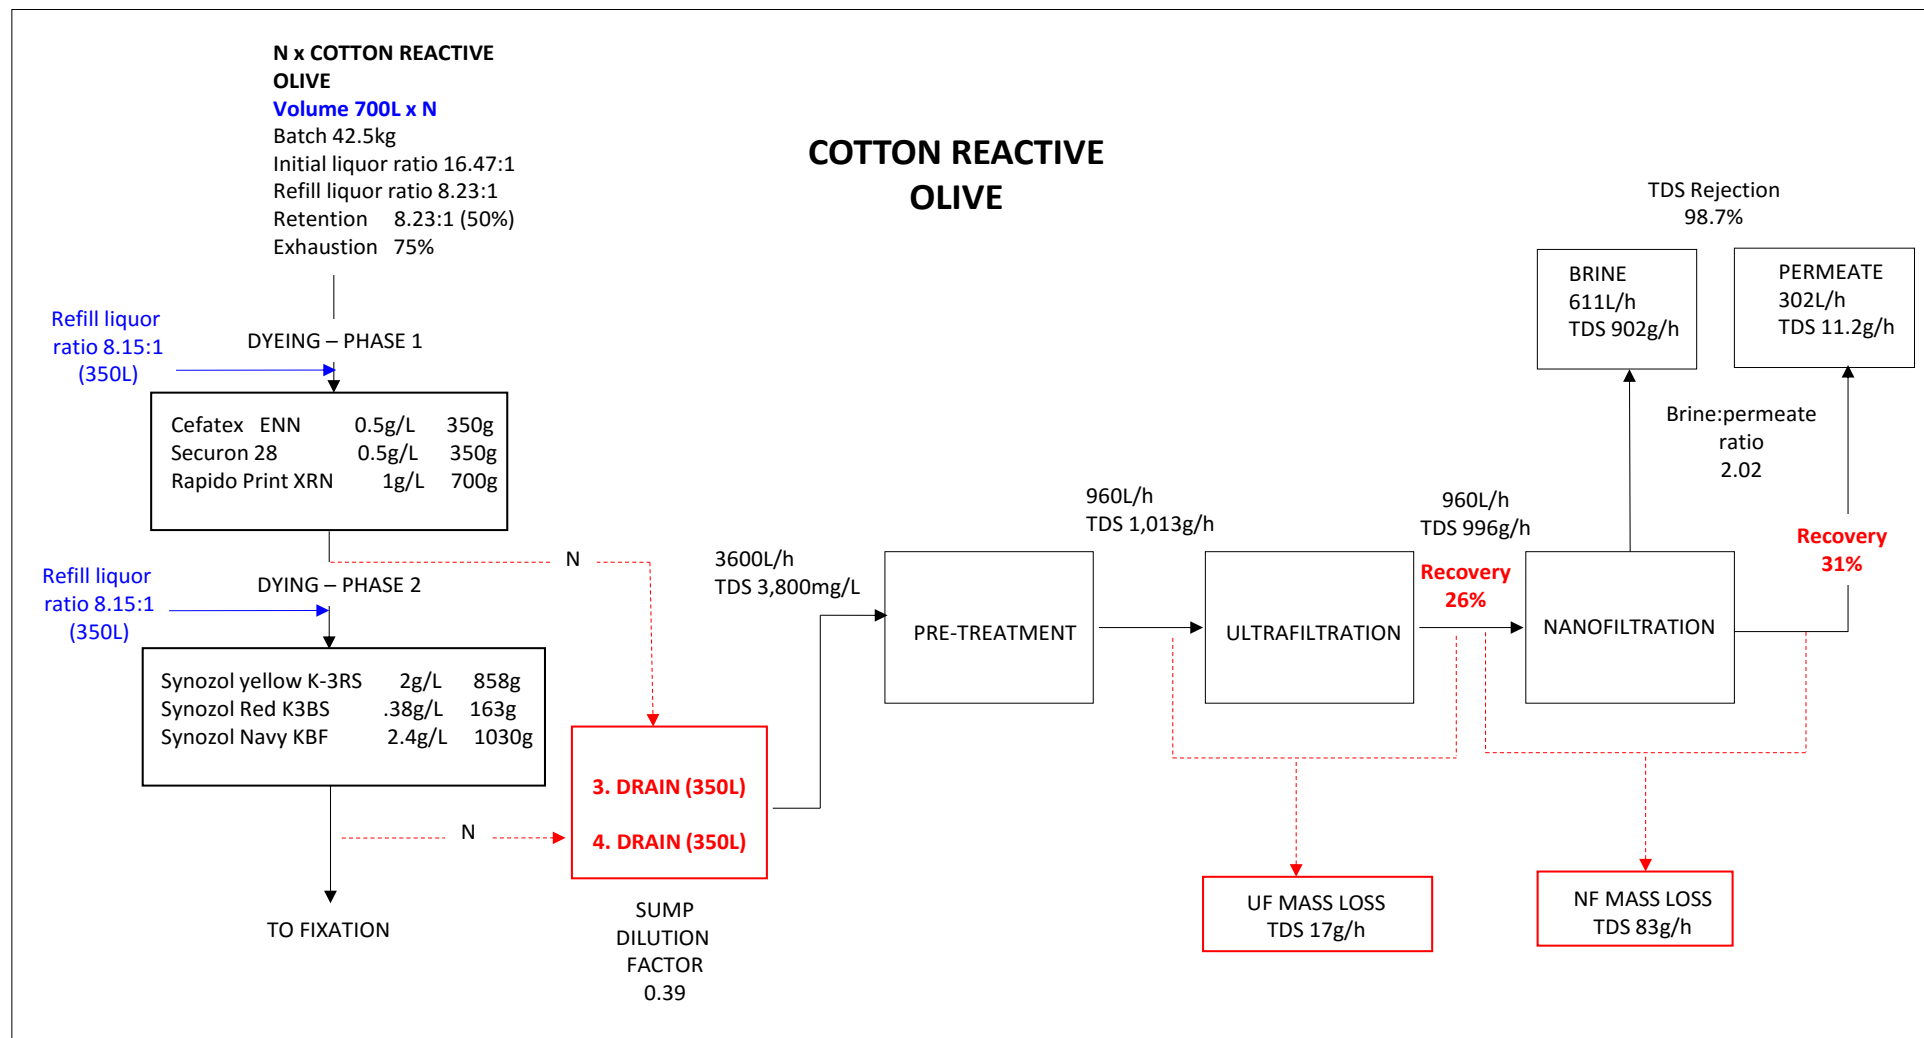 N x COTTON REACTIVE
OLIVE
Volume 700L x N
Batch 42.5kg
Initial liquor ratio 16.47:1
Refill liquor ratio 8.23:1
Retention 8.23:1 (50%)
Exhaustion 75%
COTTON REACTIVE
OLIVE
Refill liquor
ratio 8.15:1
(350L)
DYEING – PHASE 1
Cefatex ENN 0.5g/L 350g
Securon 28 0.5g/L 350g
Rapido Print XRN 1g/L 700g
N
Refill liquor
ratio 8.15:1
(350L)
DYING – PHASE 2
Synozol yellow K-3RS 2g/L 858g
Synozol Red K3BS .38g/L 163g
Synozol Navy KBF 2.4g/L 1030g
N
TO FIXATION
3. DRAIN (350L)
4. DRAIN (350L)
SUMP
DILUTION
FACTOR
0.39
3600L/h
TDS 3,800mg/L
PRE-TREATMENT
960L/h
TDS 1,013g/h
ULTRAFILTRATION
960L/h
TDS 996g/h
Recovery
26%
NANOFILTRATION
TDS Rejection
98.7%
BRINE
611L/h
TDS 902g/h
PERMEATE
302L/h
TDS 11.2g/h
Brine:permeate
ratio
2.02
Recovery
31%
UF MASS LOSS
TDS 17g/h
NF MASS LOSS
TDS 83g/h